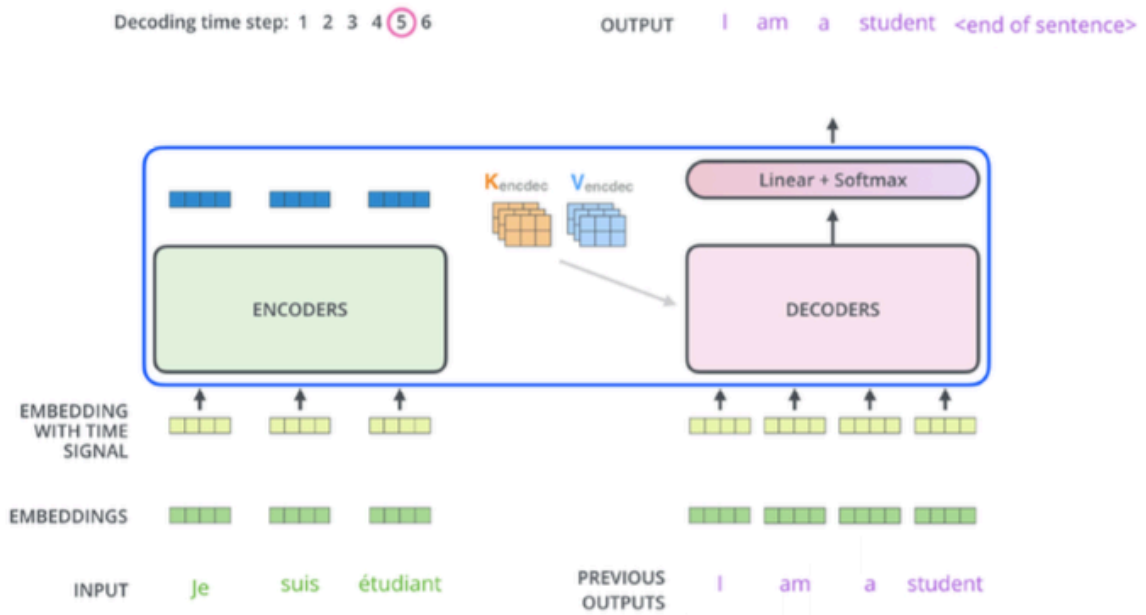 Decoding time step: 1 2 3 4 5 6
OUTPUT I am a student <end of sentence>
Kencdec Vencdec
Linear + Softmax
ENCODERS
DECODERS
EMBEDDING
WITH TIME
SIGNAL
EMBEDDINGS
INPUT Je suis étudiant
PREVIOUS
OUTPUTS
I am a student